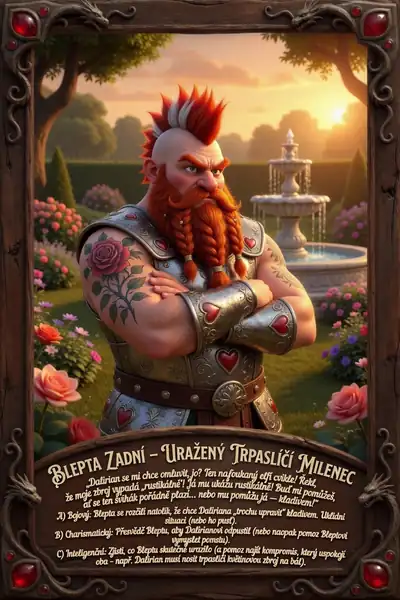 Blepta Zadní – Uražený Trpasličí Milenec
„Dalirian se mi chce omluvit, jo? Ten nafoukaný elfí cvikle! Řekl,
že moje zbroj vypadá „rustikálně“! Já mu ukážu rustikálně! Buď mi pomůžeš,
ať se ten švihák pořádně plazí... nebo mu pomůžu já – kladivem!“
A) Bojový: Blepta se rozčílí natolik, že chce Daliriana „trochu upravit“ kladivem. Uklidni
situaci (nebo ho pusť).
B) Charismatický: Přesvědč Bleptu, aby Dalirianovi odpustil (nebo naopak pomoz Bleptovi
vymyslet pomstu).
C) Inteligenční: Zjisti, co Bleptu skutečně urazilo (a pomoz najít kompromis, který uspokojí
oba – např. Dalirian musí nosit trpasličí květinovou zbroj na bál).